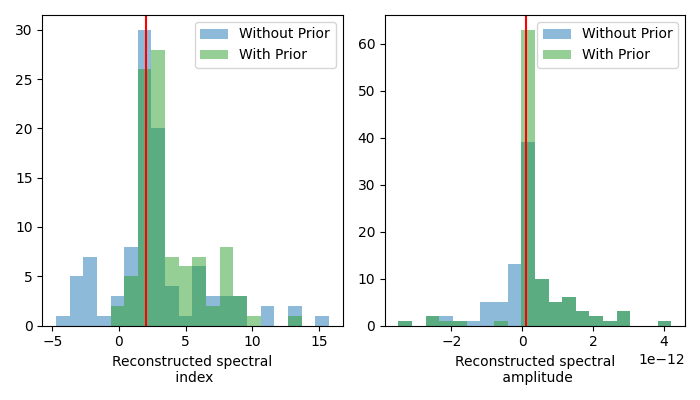 30
25
20
15
10
5
0
−5
0
5
10
15
Without Prior
With Prior
Reconstructed spectral
index
60
50
40
30
20
10
0
−2
0
2
4
1e−12
Without Prior
With Prior
Reconstructed spectral
amplitude